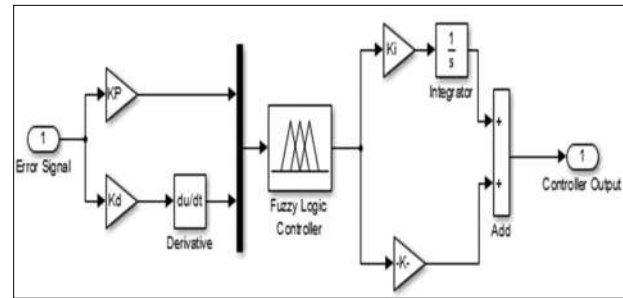 1
Error Signal
KP
Kd
du/dt
Derivative
Fuzzy Logic
Controller
Ki
1
s
Integrator
-K-
+
+
Add
1
Controller Output